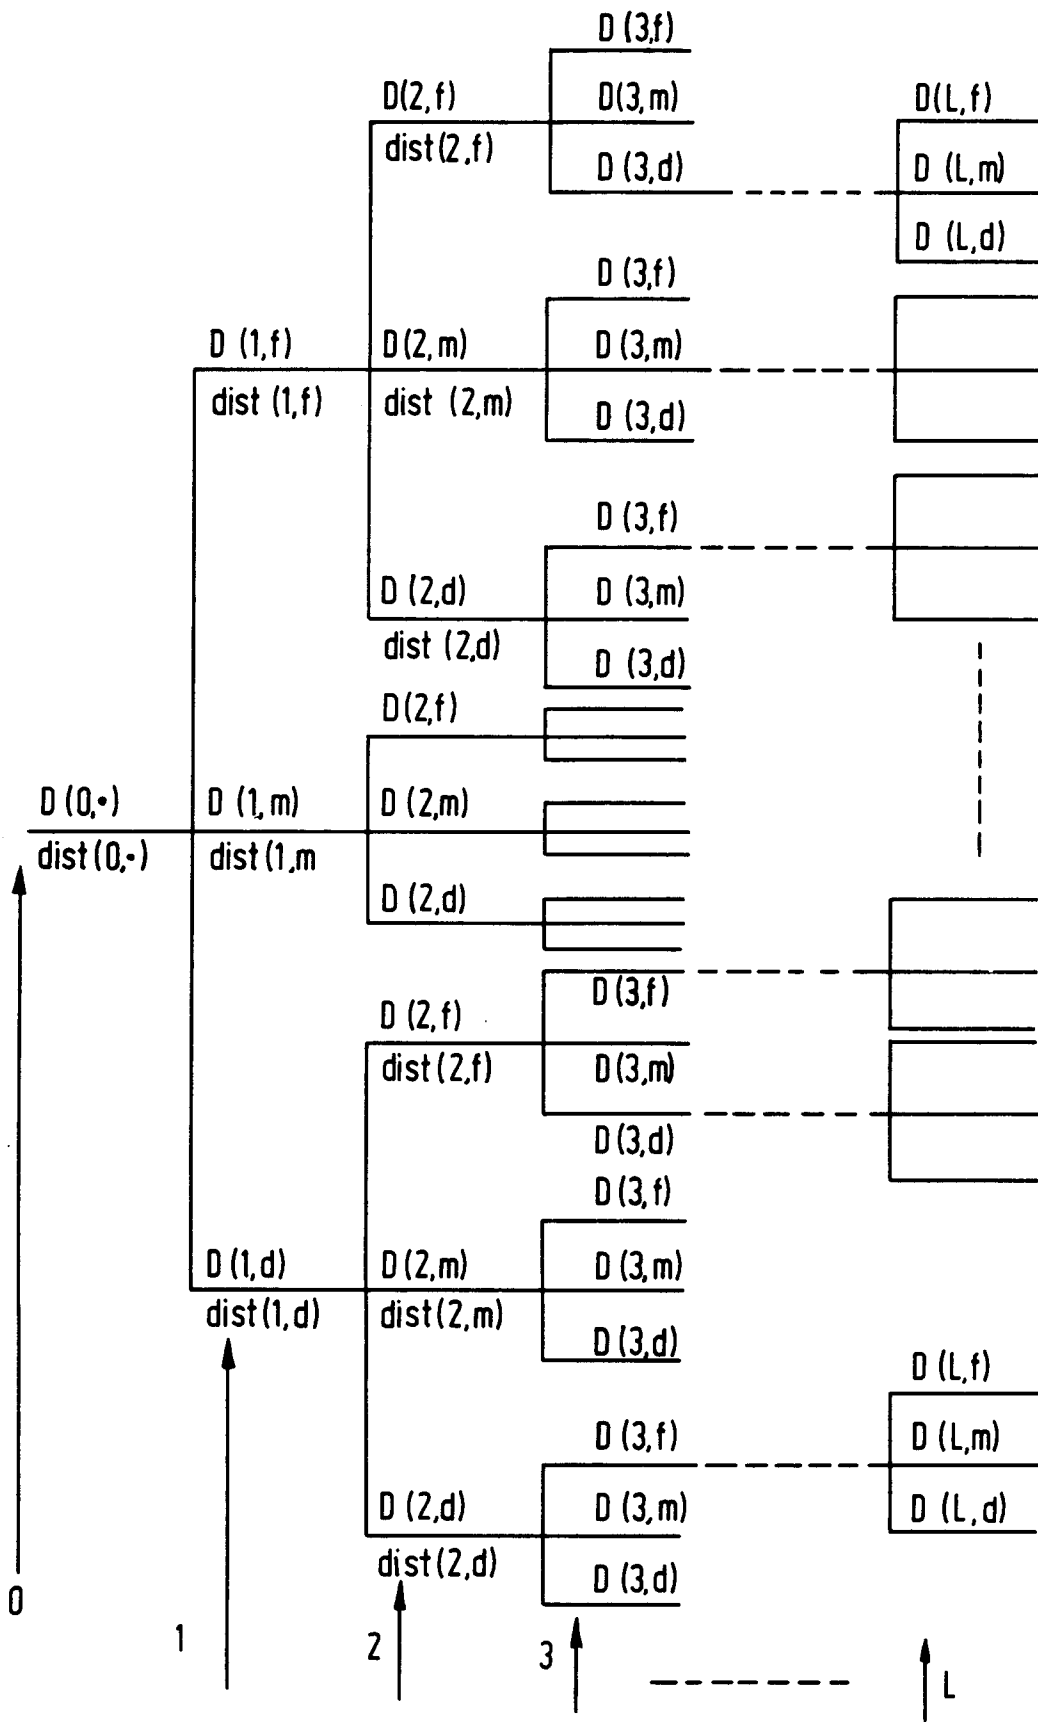 D (3,f)
D(2,f)
D(3,m)
D(L,f)
dist(2,f)
D (3,d)
D (L,m)
D (L,d)
D (3,f)
D (1,f)
D(2,m)
D (3,m)
dist (1,f)
dist (2,m)
D (3,d)
D (3,f)
D (2,d)
D (3,m)
dist (2,d)
D (3,d)
D(2,f)
D (0,•)
D (1,m)
D (2,m)
dist(0,•)
dist(1,m
D (2,d)
D(3,f)
D (2,f)
dist(2,f)
D(3,m)
D(3,d)
D (3,f)
D (1,d)
D(2,m)
D (3,m)
dist(1,d)
dist(2,m)
D (3,d)
D (L,f)
D (3,f)
D (L,m)
D (2,d)
D (3,m)
D (L,d)
dist(2,d)
D (3,d)
0
1
2
3
L